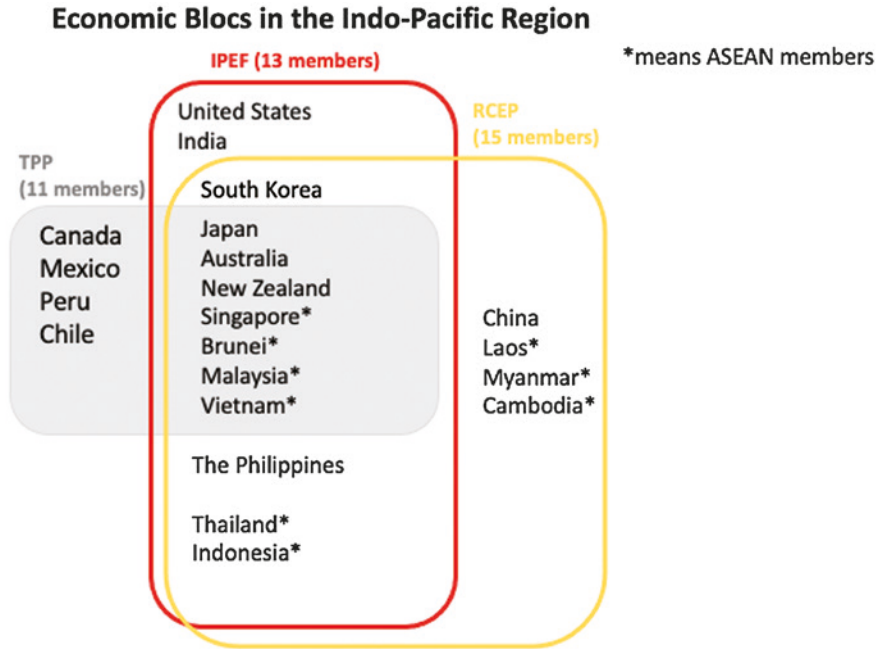 Economic Blocs in the Indo-Pacific Region
*means ASEAN members
IPEF (13 members)
RCEP
(15 members)
TPP
(11 members)
United States
India
South Korea
Canada
Mexico
Peru
Chile
Japan
Australia
New Zealand
Singapore*
Brunei*
Malaysia*
Vietnam*
China
Laos*
Myanmar*
Cambodia*
The Philippines
Thailand*
Indonesia*